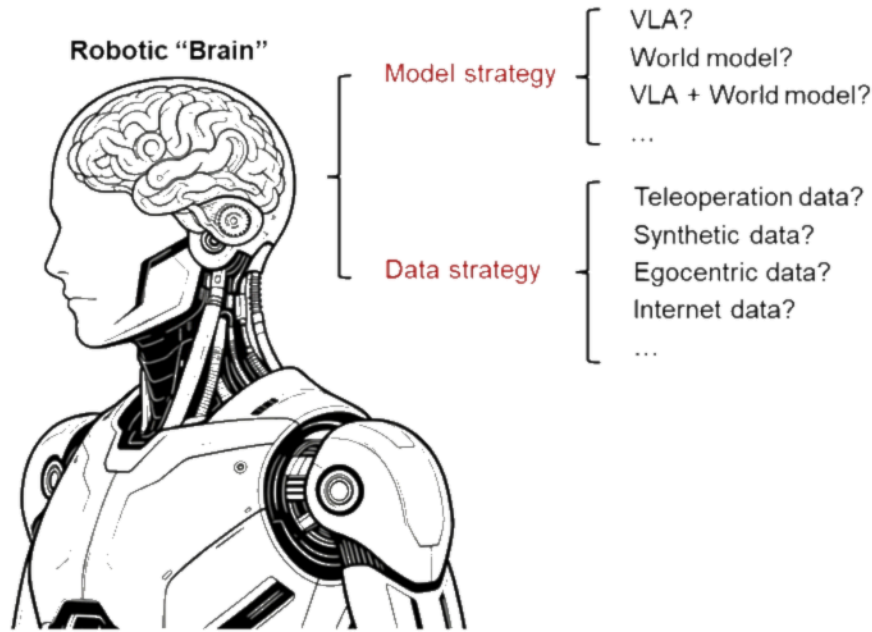 Robotic “Brain”
Model strategy
VLA?
World model?
VLA + World model?
...
Data strategy
Teleoperation data?
Synthetic data?
Egocentric data?
Internet data?
...